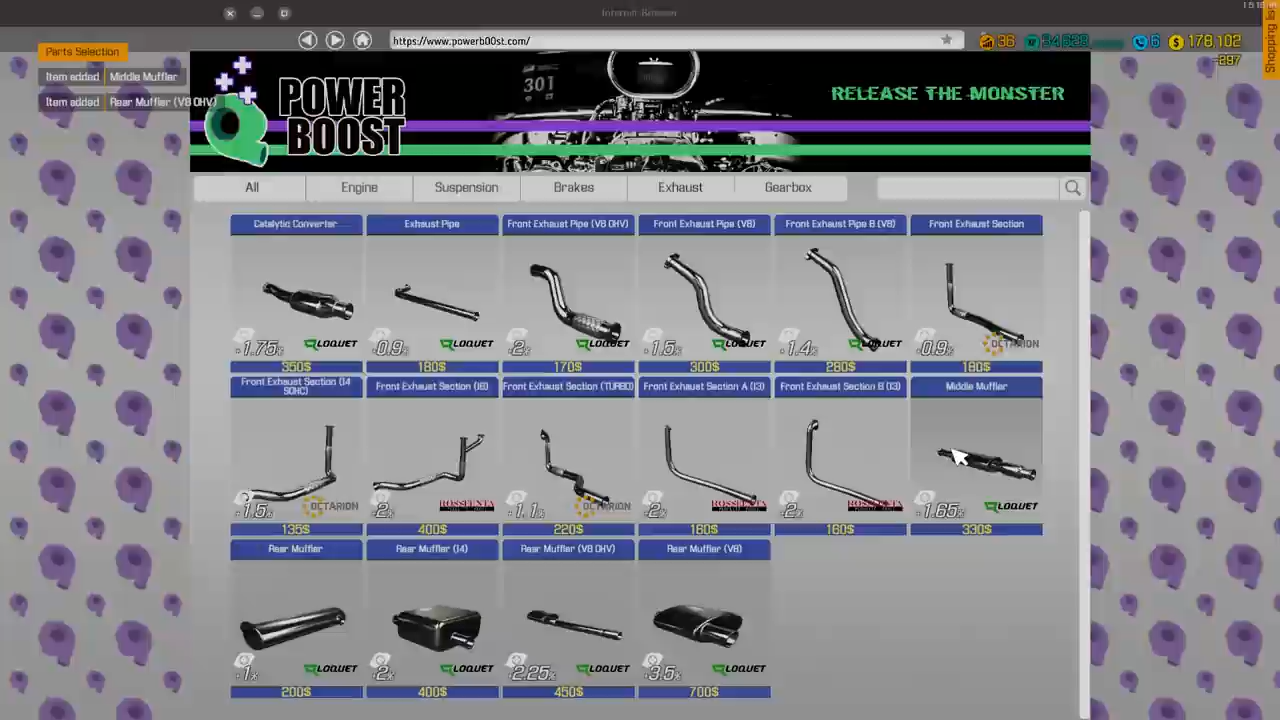 Internet Browser
https://www.powerb00st.com/
36
6
$ 178,102
-297
Shopping list
Parts Selection
Item added Middle Muffler
Item added Rear Muffler (V8 OHV)
POWER
BOOST
301
RELEASE THE MONSTER
All Engine Suspension Brakes Exhaust Gearbox
Catalytic Converter Exhaust Pipe Front Exhaust Pipe (V8 OHV) Front Exhaust Pipe (V8) Front Exhaust Pipe B (V8) Front Exhaust Section
+1.75% LOQUET +0.9% LOQUET +2% LOQUET +1.5% LOQUET +1.4% LOQUET +0.9% OCTARION
350$ 180$ 170$ 300$ 280$ 180$
Front Exhaust Section (I4 SOHC) Front Exhaust Section (I6) Front Exhaust Section (TURBO) Front Exhaust Section A (I3) Front Exhaust Section B (I3) Middle Muffler
+1.5% OCTARION +2% +1.1% OCTARION +2% +2% +1.65% LOQUET
135$ 400$ 220$ 160$ 160$ 330$
Rear Muffler Rear Muffler (I4) Rear Muffler (V8 OHV) Rear Muffler (V8)
+1% LOQUET +2% LOQUET +2.25% LOQUET +3.5% LOQUET
200$ 400$ 450$ 700$